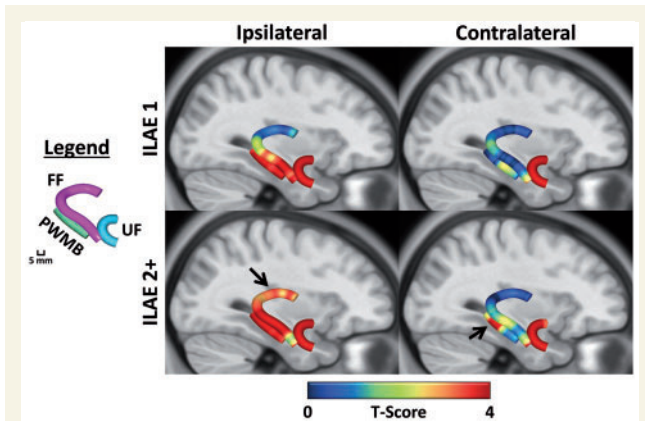 Ipsilateral
Contralateral
ILAE 1
Legend
FF
PWMB
UF
5 mm
ILAE 2+
0
T-Score
4